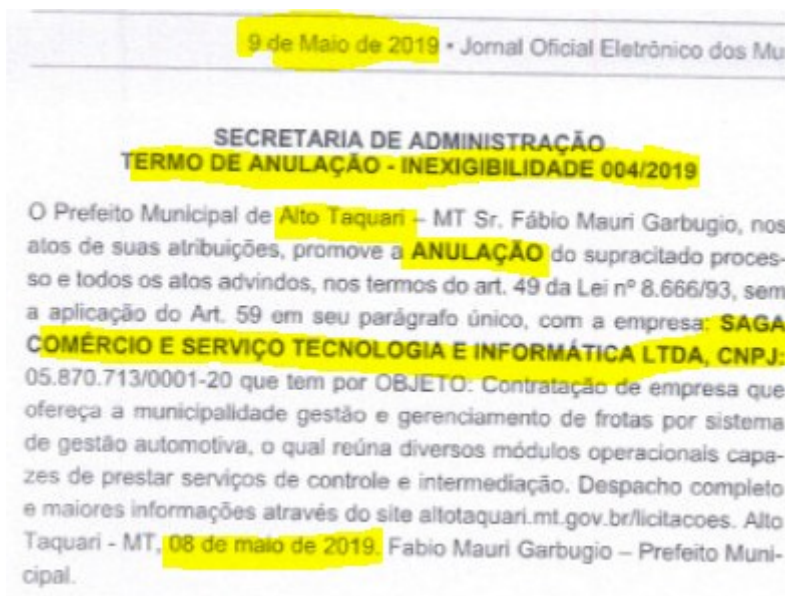 9 de Maio de 2019 • Jornal Oficial Eletrônico dos Mu
SECRETARIA DE ADMINISTRAÇÃO
TERMO DE ANULAÇÃO - INEXIGIBILIDADE 004/2019
O Prefeito Municipal de Alto Taquari – MT Sr. Fábio Mauri Garbugio, nos
atos de suas atribuições, promove a ANULAÇÃO do supracitado proces-
so e todos os atos advindos, nos termos do art. 49 da Lei nº 8.666/93, sem
a aplicação do Art. 59 em seu parágrafo único, com a empresa: SAGA
COMÉRCIO E SERVIÇO TECNOLOGIA E INFORMÁTICA LTDA, CNPJ:
05.870.713/0001-20 que tem por OBJETO: Contratação de empresa que
ofereça a municipalidade gestão e gerenciamento de frotas por sistema
de gestão automotiva, o qual reúna diversos módulos operacionais capa-
zes de prestar serviços de controle e intermediação. Despacho completo
e maiores informações através do site altotaquari.mt.gov.br/licitacoes. Alto
Taquari - MT, 08 de maio de 2019. Fabio Mauri Garbugio – Prefeito Muni-
cipal.